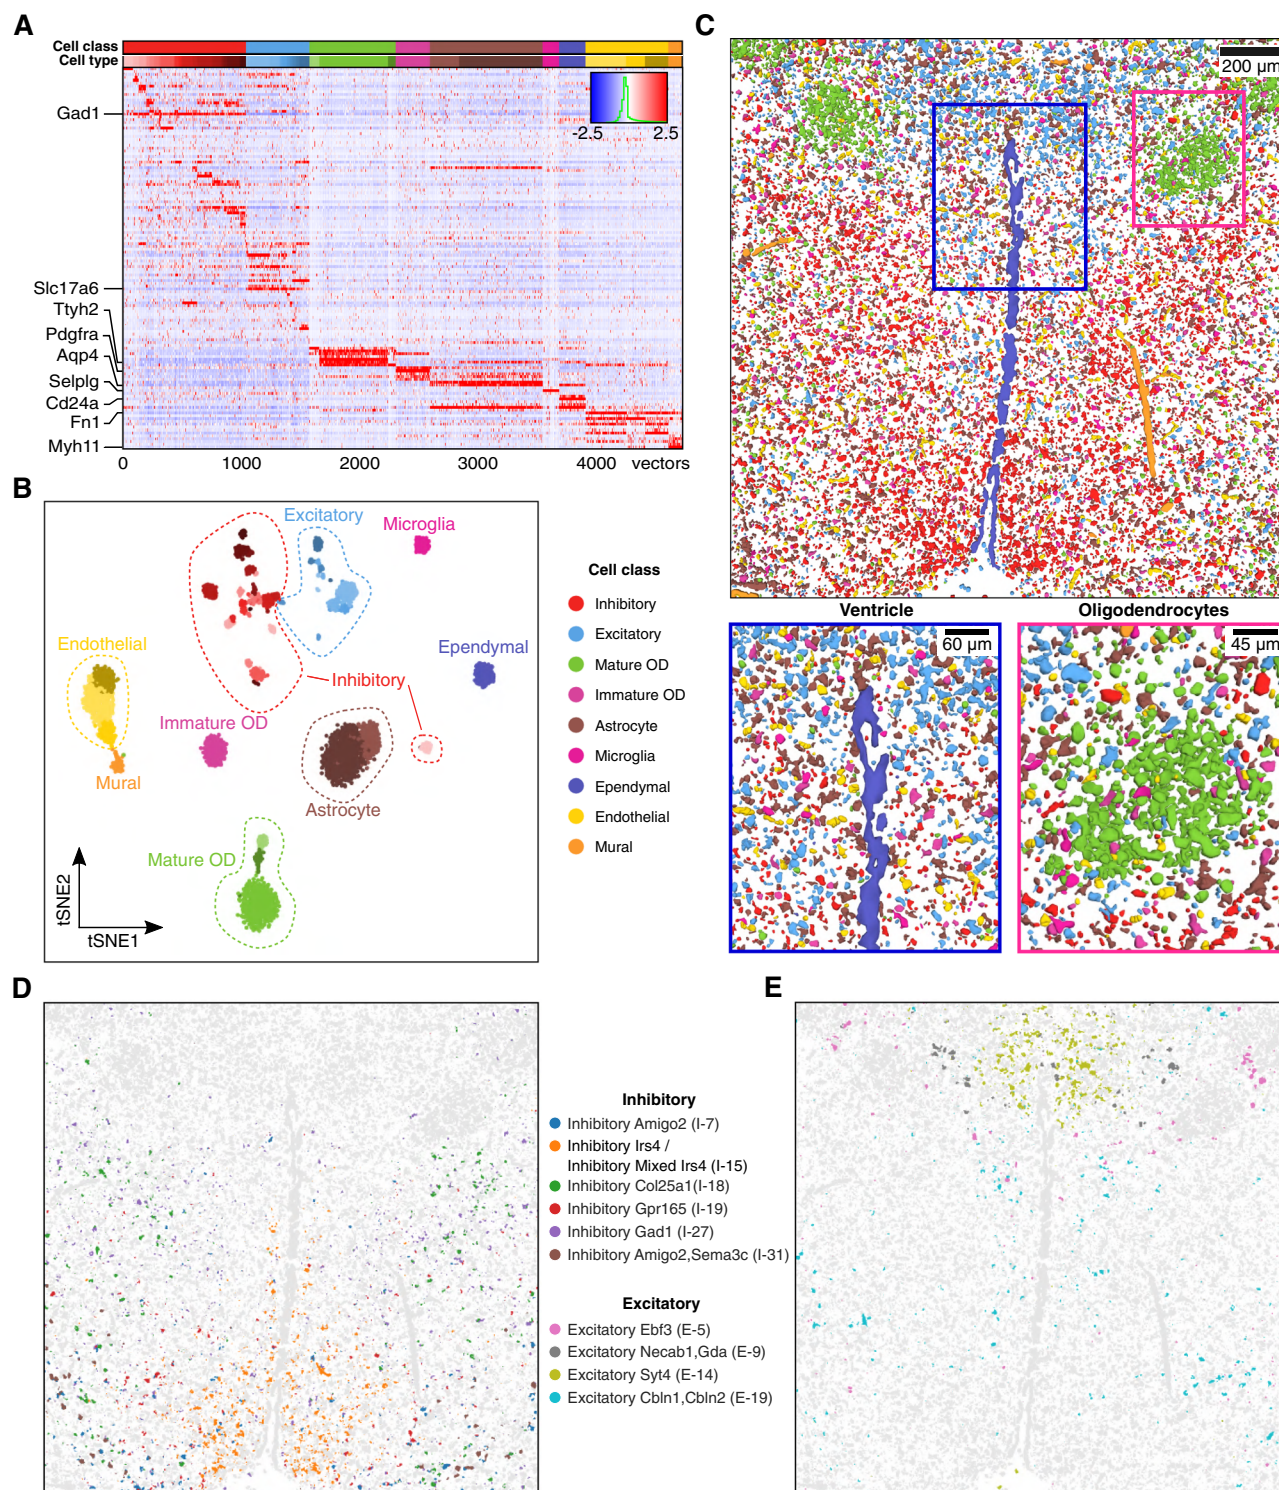 A
Cell class
Cell type
Gad1
Slc17a6
Ttyh2
Pdgfra
Aqp4
Selplg
Cd24a
Fn1
Myh11
-2.5 2.5
0 1000 2000 3000 4000 vectors
B
Excitatory
Microglia
Endothelial
Ependymal
Inhibitory
Immature OD
Mural
Astrocyte
Mature OD
tSNE2
tSNE1
Cell class
Inhibitory
Excitatory
Mature OD
Immature OD
Astrocyte
Microglia
Ependymal
Endothelial
Mural
C
200 µm
Ventricle
60 µm
Oligodendrocytes
45 µm
D
Inhibitory
Inhibitory Amigo2 (I-7)
Inhibitory Irs4 /
Inhibitory Mixed Irs4 (I-15)
Inhibitory Col25a1(I-18)
Inhibitory Gpr165 (I-19)
Inhibitory Gad1 (I-27)
Inhibitory Amigo2,Sema3c (I-31)
Excitatory
Excitatory Ebf3 (E-5)
Excitatory Necab1,Gda (E-9)
Excitatory Syt4 (E-14)
Excitatory Cbln1,Cbln2 (E-19)
E